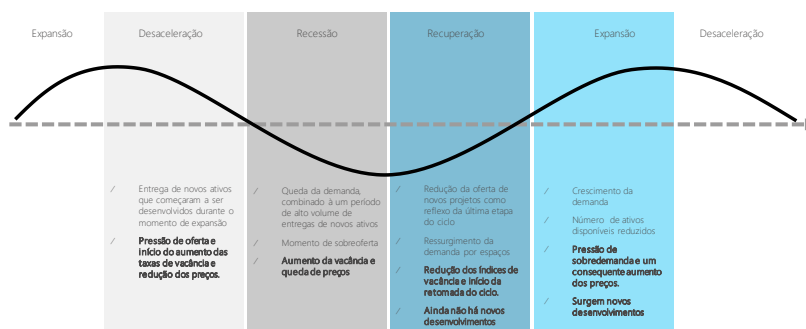 Expansão
Desaceleração
Recessão
Recuperação
Expansão
Desaceleração
/ Entrega de novos ativos
que começaram a ser
desenvolvidos durante o
momento de expansão
/ Pressão de oferta e
início do aumento das
taxas de vacância e
redução dos preços.
/ Queda da demanda,
combinado à um período
de alto volume de
entregas de novos ativos
/ Momento de sobreoferta
/ Aumento da vacância e
queda de preços
/ Redução da oferta de
novos projetos como
reflexo da última etapa
do ciclo
/ Ressurgimento da
demanda por espaços
/ Redução dos índices de
vacância e início da
retomada do ciclo.
/ Ainda não há novos
desenvolvimentos
/ Crescimento da
demanda
/ Número de ativos
disponíveis reduzidos
/ Pressão de
sobredemanda e um
consequente aumento
dos preços.
/ Surgem novos
desenvolvimentos